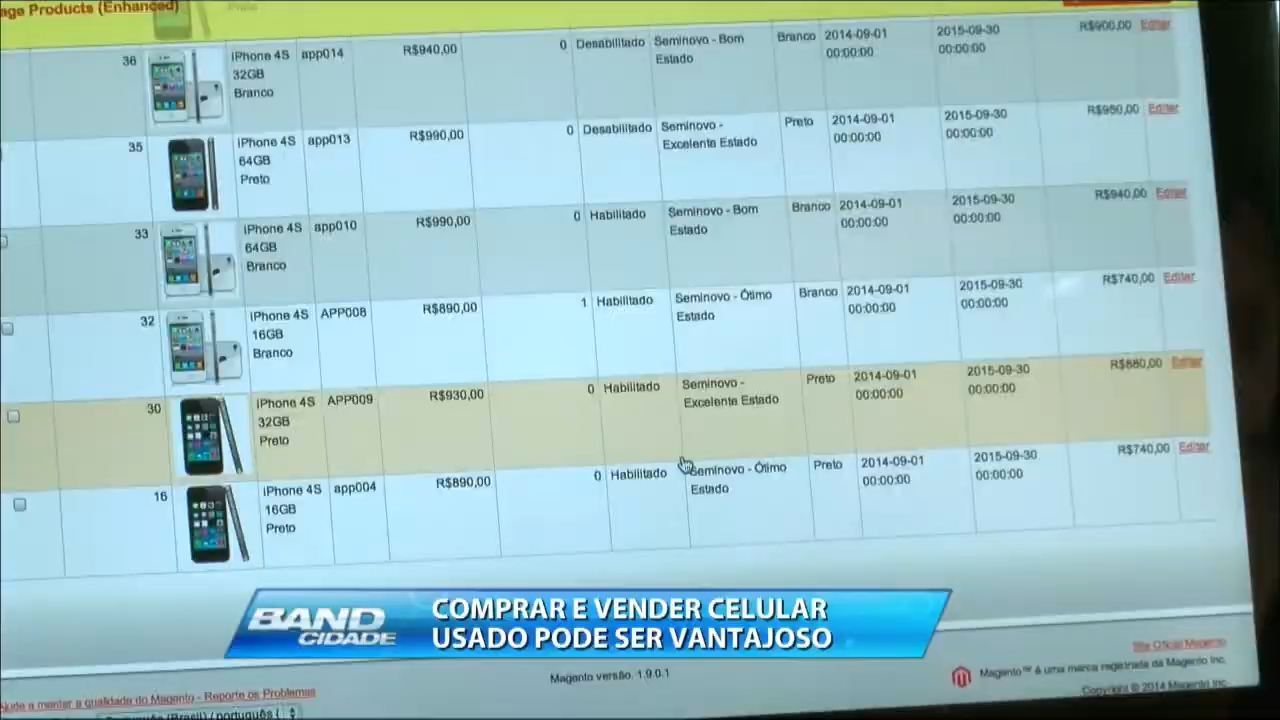 age Products (Enhanced)
Preto
R$900,00 Editar
36 iPhone 4S 32GB Branco app014 R$940,00 0 Desabilitado Seminovo - Bom Estado Branco 2014-09-01 00:00:00 2015-09-30 00:00:00
R$950,00 Editar
35 iPhone 4S 64GB Preto app013 R$990,00 0 Desabilitado Seminovo - Excelente Estado Preto 2014-09-01 00:00:00 2015-09-30 00:00:00
R$940,00 Editar
33 iPhone 4S 64GB Branco app010 R$990,00 0 Habilitado Seminovo - Bom Estado Branco 2014-09-01 00:00:00 2015-09-30 00:00:00
R$740,00 Editar
32 iPhone 4S 16GB Branco APP008 R$890,00 1 Habilitado Seminovo - Ótimo Estado Branco 2014-09-01 00:00:00 2015-09-30 00:00:00
R$880,00 Editar
30 iPhone 4S 32GB Preto APP009 R$930,00 0 Habilitado Seminovo - Excelente Estado Preto 2014-09-01 00:00:00 2015-09-30 00:00:00
R$740,00 Editar
16 iPhone 4S 16GB Preto app004 R$890,00 0 Habilitado Seminovo - Ótimo Estado Preto 2014-09-01 00:00:00 2015-09-30 00:00:00
BAND CIDADE
COMPRAR E VENDER CELULAR
USADO PODE SER VANTAJOSO
Magento versão. 1.9.0.1
Site Oficial Magento
Magento™ é uma marca registrada da Magento Inc.
Copyright © 2014 Magento Inc.
Ajude a manter a qualidade do Magento - Reporte os Problemas
Português (Brasil) / português (